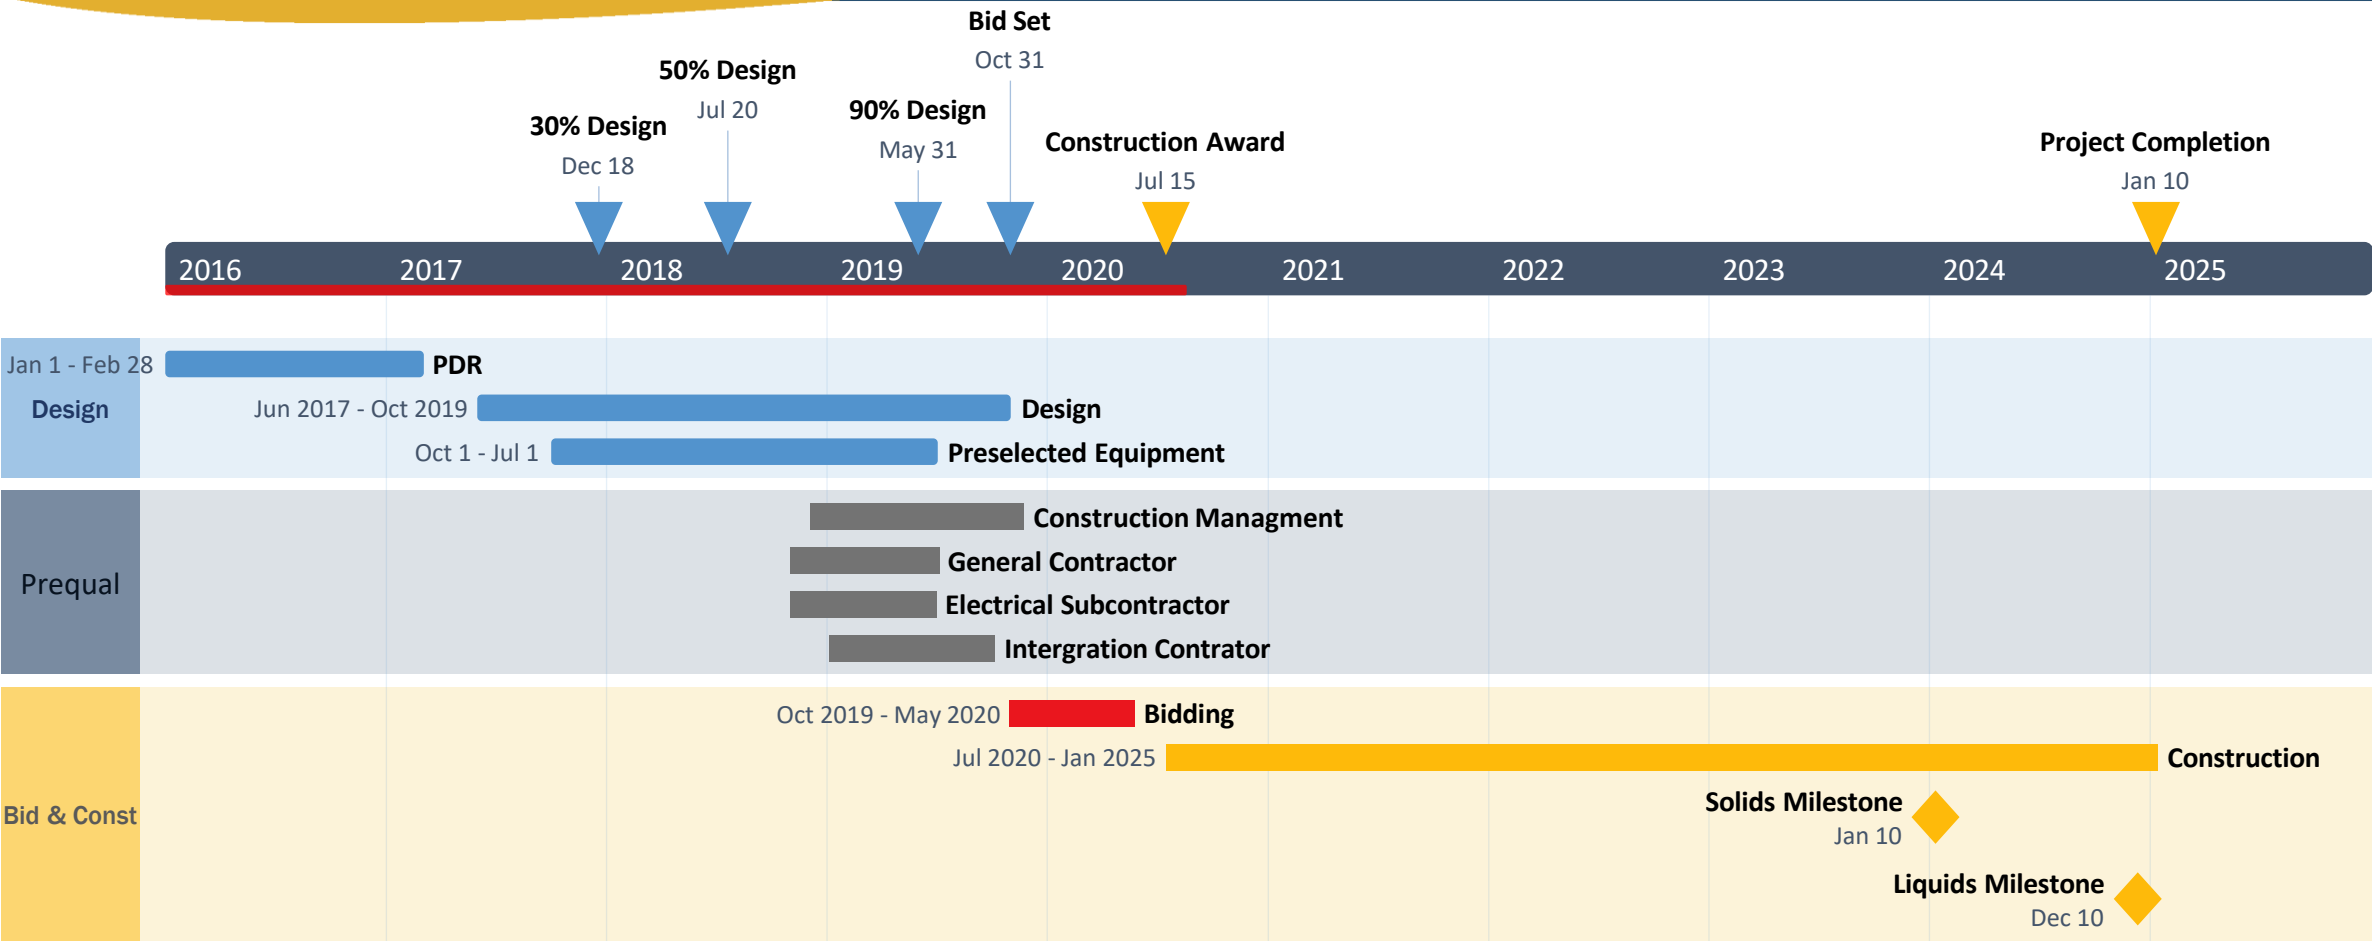 Bid Set
Oct 31
50% Design
Jul 20
90% Design
May 31
30% Design
Dec 18
Construction Award
Jul 15
Project Completion
Jan 10
2016 2017 2018 2019 2020 2021 2022 2023 2024 2025
Jan 1 - Feb 28 PDR
Design
Jun 2017 - Oct 2019 Design
Oct 1 - Jul 1 Preselected Equipment
Prequal
Construction Managment
General Contractor
Electrical Subcontractor
Intergration Contrator
Bid & Const
Oct 2019 - May 2020 Bidding
Jul 2020 - Jan 2025 Construction
Solids Milestone
Jan 10
Liquids Milestone
Dec 10